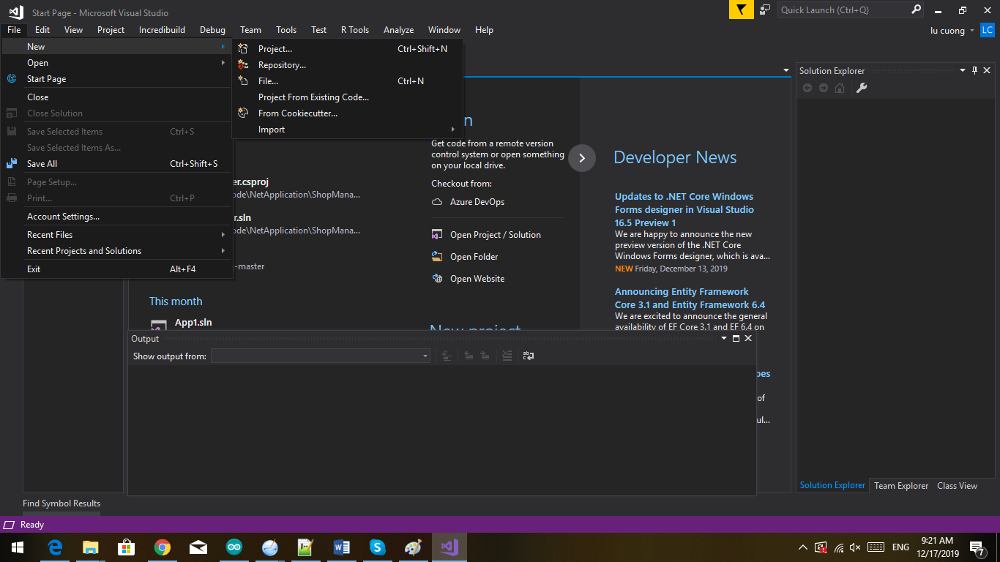 Start Page - Microsoft Visual Studio
Quick Launch (Ctrl+Q)
File Edit View Project Incredibuild Debug Team Tools Test R Tools Analyze Window Help
lu cuong LC
New
Open
Start Page
Close
Close Solution
Save Selected Items Ctrl+S
Save Selected Items As...
Save All Ctrl+Shift+S
Page Setup...
Print... Ctrl+P
Account Settings...
Recent Files
Recent Projects and Solutions
Exit Alt+F4
Project... Ctrl+Shift+N
Repository...
File... Ctrl+N
Project From Existing Code...
From Cookiecutter...
Import
er.csproj
ode\NetApplication\ShopMana...
r.sln
ode\NetApplication\ShopMana...
-master
This month
App1.sln
n
Get code from a remote version
control system or open something
on your local drive.
Checkout from:
Azure DevOps
Open Project / Solution
Open Folder
Open Website
New project
Developer News
Updates to .NET Core Windows
Forms designer in Visual Studio
16.5 Preview 1
We are happy to announce the new
preview version of the .NET Core
Windows Forms designer, which is ava...
NEW Friday, December 13, 2019
Announcing Entity Framework
Core 3.1 and Entity Framework 6.4
We are excited to announce the general
availability of EF Core 3.1 and EF 6.4 on
pes
of
ul...
Output
Show output from:
Solution Explorer
Solution Explorer Team Explorer Class View
Find Symbol Results
Ready
ENG
9:21 AM
12/17/2019
7